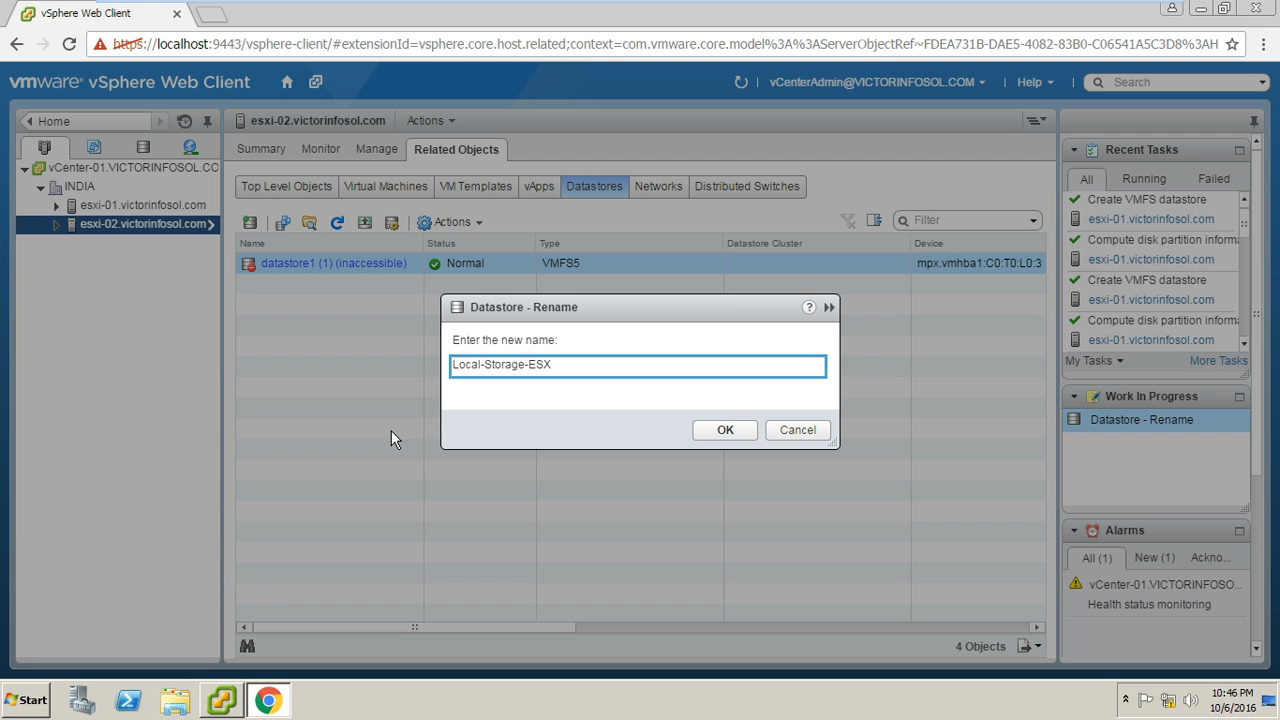 vSphere Web Client
https://localhost:9443/vsphere-client/#extensionId=vsphere.core.host.related;context=com.vmware.core.model%3A%3AServerObjectRef~FDEA731B-DAE5-4082-83B0-C06541A5C3D8%3AH
vmware vSphere Web Client
vCenterAdmin@VICTORINFOSOL.COM
Help
Search
Home
vCenter-01.VICTORINFOSOL.CO
INDIA
esxi-01.victorinfosol.com
esxi-02.victorinfosol.com
esxi-02.victorinfosol.com
Actions
Summary
Monitor
Manage
Related Objects
Top Level Objects
Virtual Machines
VM Templates
vApps
Datastores
Networks
Distributed Switches
Actions
Filter
Name
Status
Type
Datastore Cluster
Device
datastore1 (1) (inaccessible)
Normal
VMFS5
mpx.vmhba1:C0:T0:L0:3
Datastore - Rename
?
Enter the new name:
Local-Storage-ESX
OK
Cancel
4 Objects
Recent Tasks
All
Running
Failed
Create VMFS datastore
esxi-01.victorinfosol.com
Compute disk partition informa
esxi-01.victorinfosol.com
Create VMFS datastore
esxi-01.victorinfosol.com
Compute disk partition informa
esxi-01.victorinfosol.com
My Tasks
More Tasks
Work In Progress
Datastore - Rename
Alarms
All (1)
New (1)
Ackno...
vCenter-01.VICTORINFOSO...
Health status monitoring
Start
10:46 PM
10/6/2016